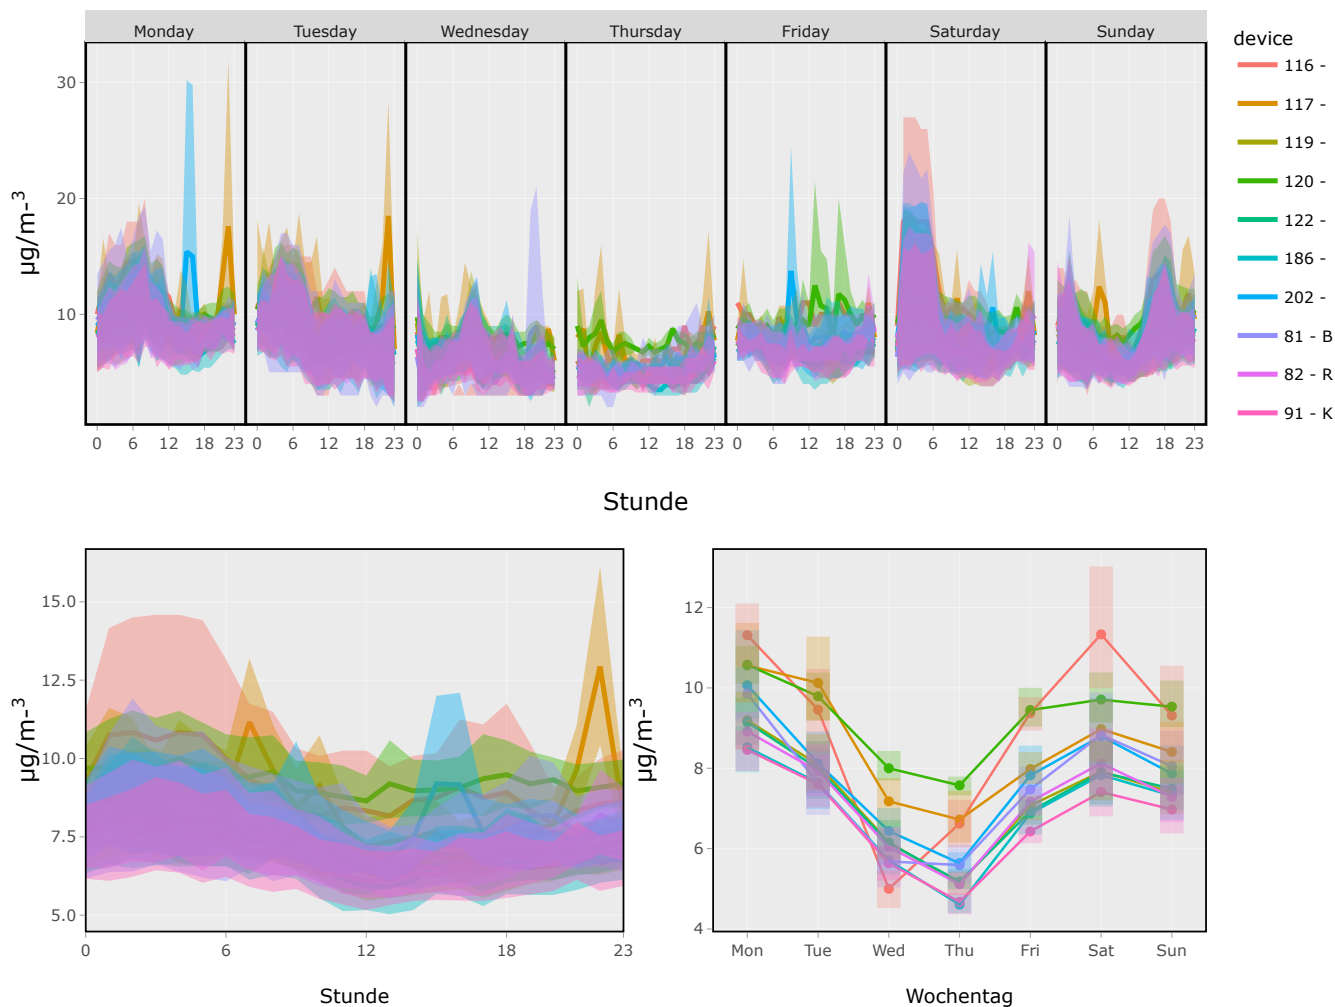 Monday Tuesday Wednesday Thursday Friday Saturday Sunday
device
116 -
117 -
119 -
120 -
122 -
186 -
202 -
81 - B
82 - R
91 - K
30
20
10
µg/m-³
0 6 12 18 23 0 6 12 18 23 0 6 12 18 23 0 6 12 18 23 0 6 12 18 23 0 6 12 18 23 0 6 12 18 23
Stunde
15.0
12.5
10.0
7.5
5.0
µg/m-³
0 6 12 18 23
Stunde
12
10
8
6
4
µg/m-³
Mon Tue Wed Thu Fri Sat Sun
Wochentag